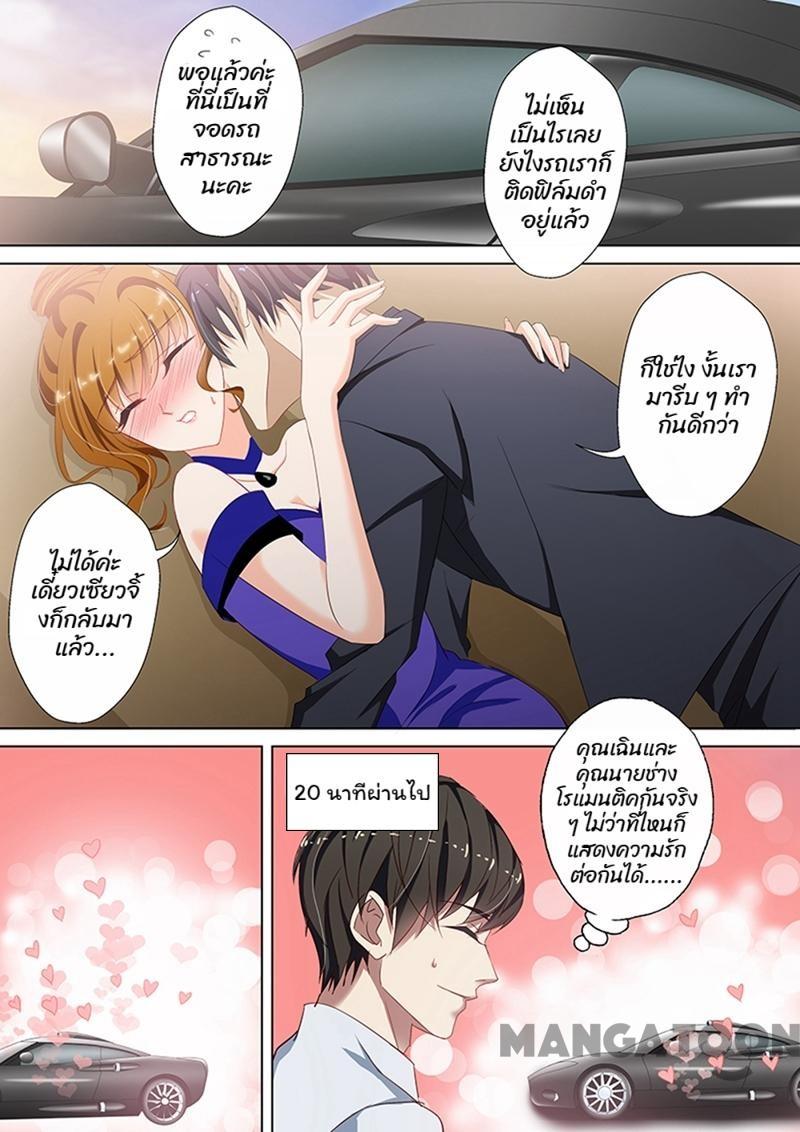 พอแล้วค่ะ
ที่นี่เป็นที่
จอดรถ
สาธารณะ
นะคะ
ไม่เห็น
เป็นไรเลย
ยังไงรถเราก็
ติดฟิล์มดำ
อยู่แล้ว
ก็ใช่ไง งั้นเรา
มารีบ ๆ ทำ
กันดีกว่า
ไม่ได้ค่ะ
เดี๋ยวเซียวจิ้
งก็กลับมา
แล้ว...
20 นาทีผ่านไป
คุณเฉินและ
คุณนายช่าง
โรแมนติคกันจริง
ๆ ไม่ว่าที่ไหนก็
แสดงความรัก
ต่อกันได้......
MANGATOON